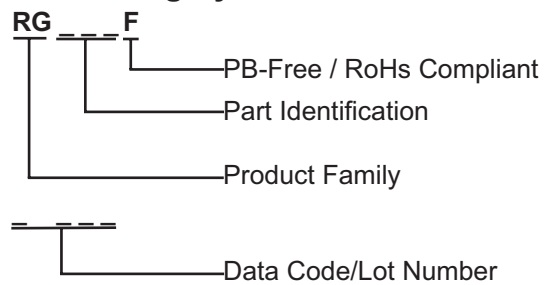 RG _ _ _ F
PB-Free / RoHs Compliant
Part Identification
Product Family
_ _ _ _
Data Code/Lot Number